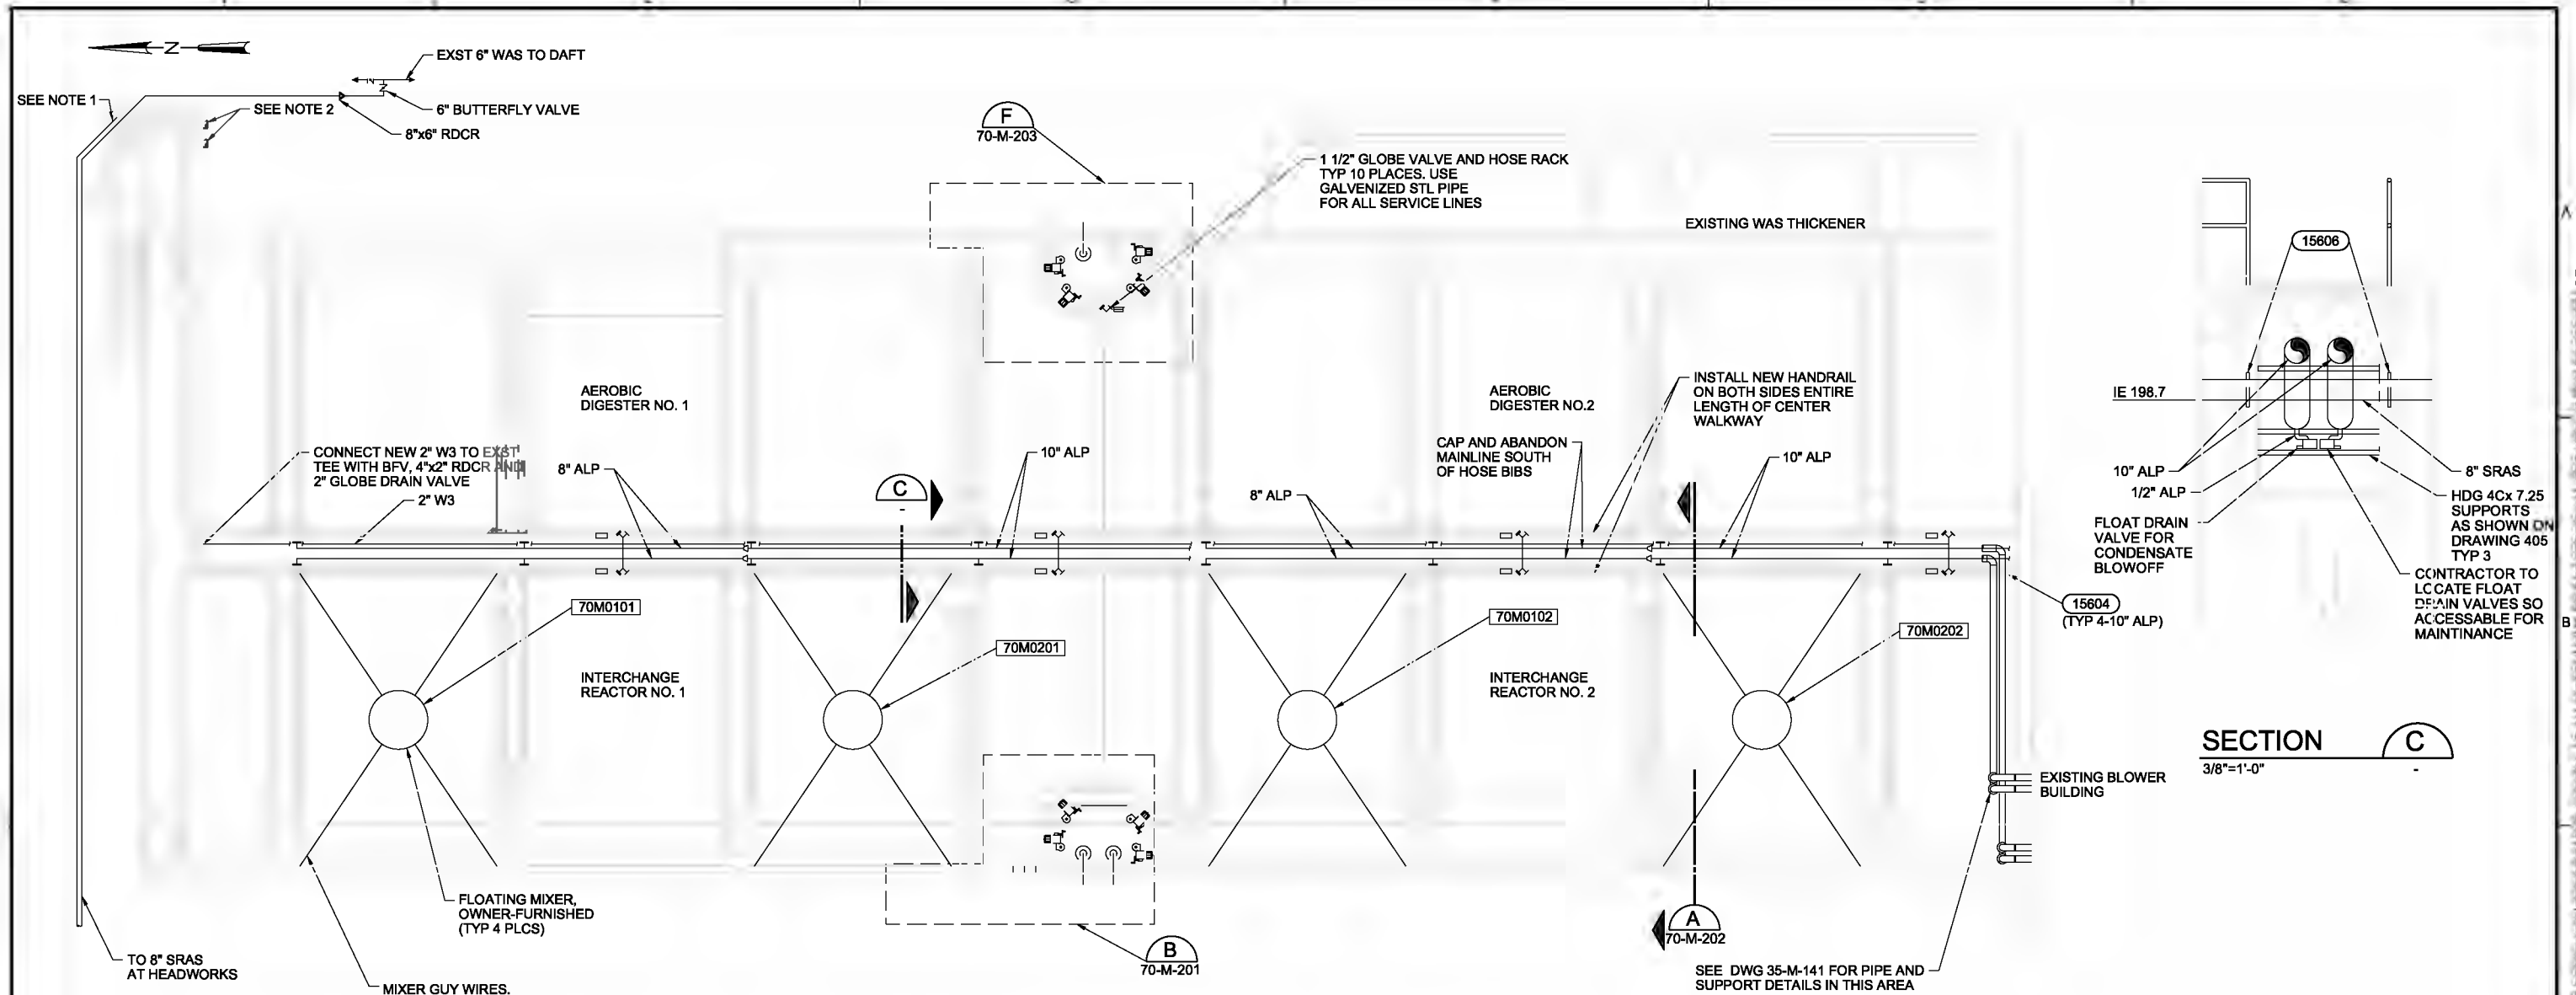 Z
EXST 6" WAS TO DAFT
SEE NOTE 1
SEE NOTE 2
6" BUTTERFLY VALVE
8"x6" RDCR
F
70-M-203
1 1/2" GLOBE VALVE AND HOSE RACK
TYP 10 PLACES. USE
GALVENIZED STL PIPE
FOR ALL SERVICE LINES
EXISTING WAS THICKENER
15606
AEROBIC
DIGESTER NO. 1
AEROBIC
DIGESTER NO.2
INSTALL NEW HANDRAIL
ON BOTH SIDES ENTIRE
LENGTH OF CENTER
WALKWAY
IE 198.7
CONNECT NEW 2" W3 TO EXST
TEE WITH BFV, 4"x2" RDCR AND
2" GLOBE DRAIN VALVE
2" W3
8" ALP
C
-
10" ALP
8" ALP
CAP AND ABANDON
MAINLINE SOUTH
OF HOSE BIBS
10" ALP
10" ALP
1/2" ALP
FLOAT DRAIN
VALVE FOR
CONDENSATE
BLOWOFF
8" SRAS
HDG 4Cx 7.25
SUPPORTS
AS SHOWN ON
DRAWING 405
TYP 3
CONTRACTOR TO
LOCATE FLOAT
DRAIN VALVES SO
ACCESSABLE FOR
MAINTINANCE
A
B
70M0101
70M0201
70M0102
70M0202
15604
(TYP 4-10" ALP)
INTERCHANGE
REACTOR NO. 1
INTERCHANGE
REACTOR NO. 2
SECTION C
3/8"=1'-0" -
EXISTING BLOWER
BUILDING
FLOATING MIXER,
OWNER-FURNISHED
(TYP 4 PLCS)
TO 8" SRAS
AT HEADWORKS
MIXER GUY WIRES.
B
70-M-201
A
70-M-202
SEE DWG 35-M-141 FOR PIPE AND
SUPPORT DETAILS IN THIS AREA